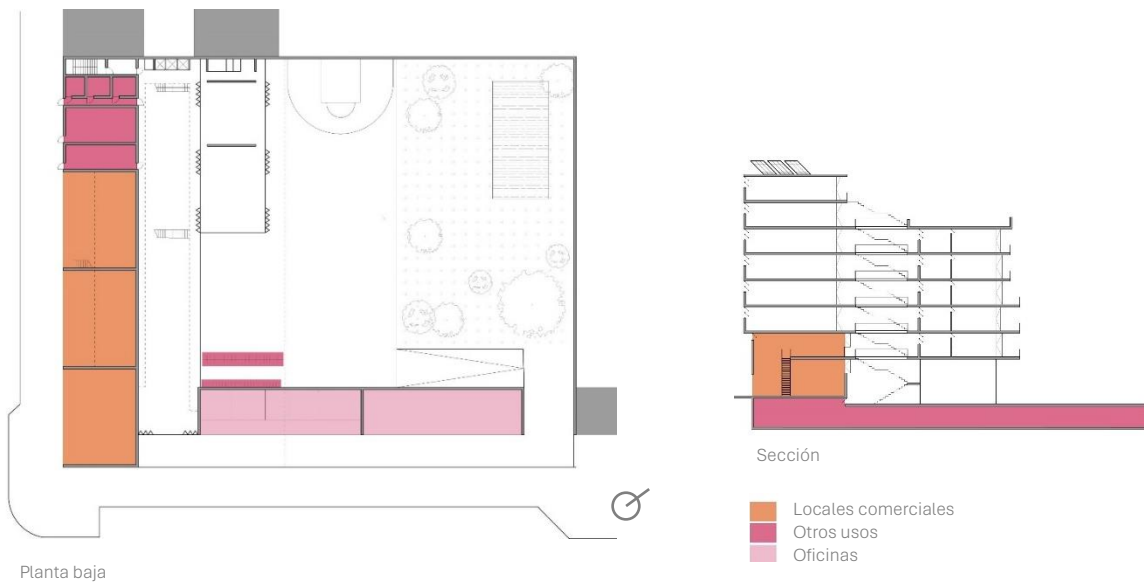 Sección
Locales comerciales
Otros usos
Oficinas
Planta baja